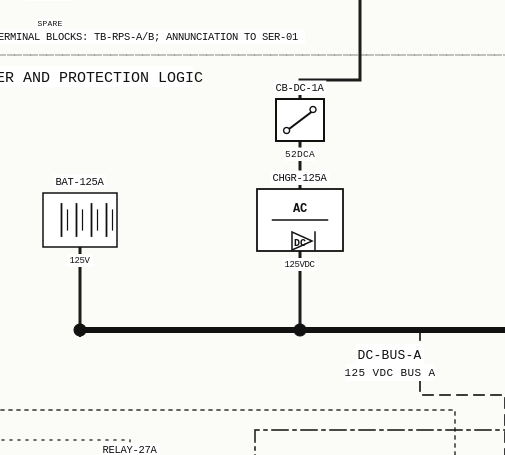 SPARE
ERMINAL BLOCKS: TB-RPS-A/B; ANNUNCIATION TO SER-01
ER AND PROTECTION LOGIC
CB-DC-1A
52DCA
CHGR-125A
BAT-125A
AC
DC
125V
125VDC
DC-BUS-A
125 VDC BUS A
RELAY-27A